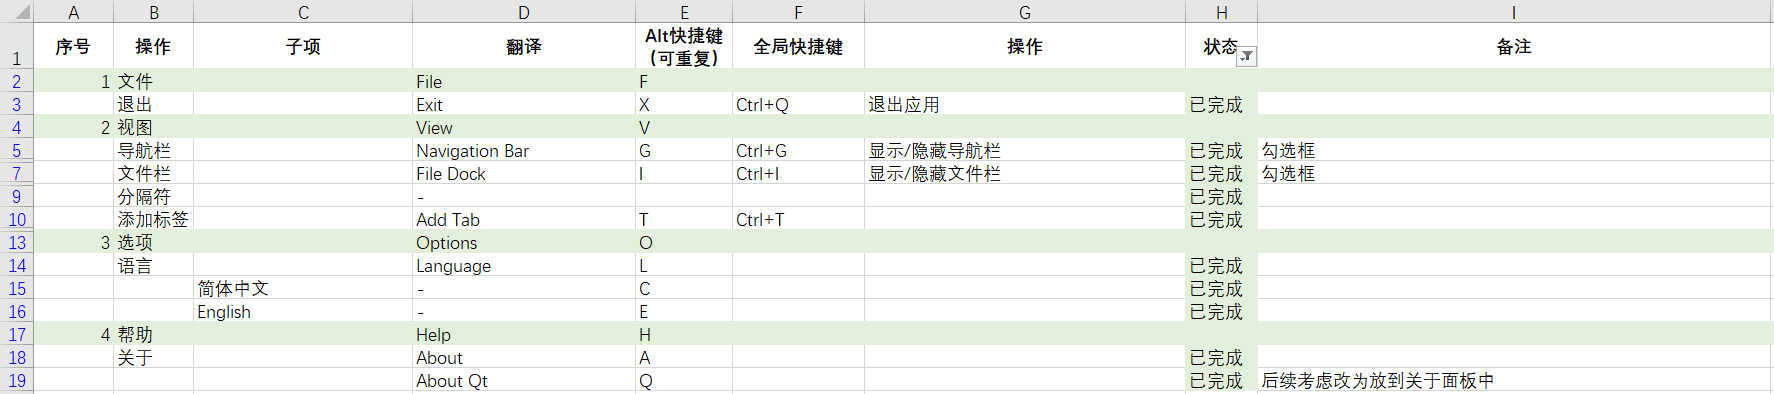 A B C D E F G H I
1 序号 操作 子项 翻译 Alt快捷键 (可重复) 全局快捷键 操作 状态 备注
2 1 文件 File F
3 退出 Exit X Ctrl+Q 退出应用 已完成
4 2 视图 View V
5 导航栏 Navigation Bar G Ctrl+G 显示/隐藏导航栏 已完成 勾选框
7 文件栏 File Dock I Ctrl+I 显示/隐藏文件栏 已完成 勾选框
9 分隔符 - 已完成
10 添加标签 Add Tab T Ctrl+T 已完成
13 3 选项 Options O
14 语言 Language L 已完成
15 简体中文 - C 已完成
16 English - E 已完成
17 4 帮助 Help H
18 关于 About A 已完成
19 About Qt Q 已完成 后续考虑改为放到关于面板中